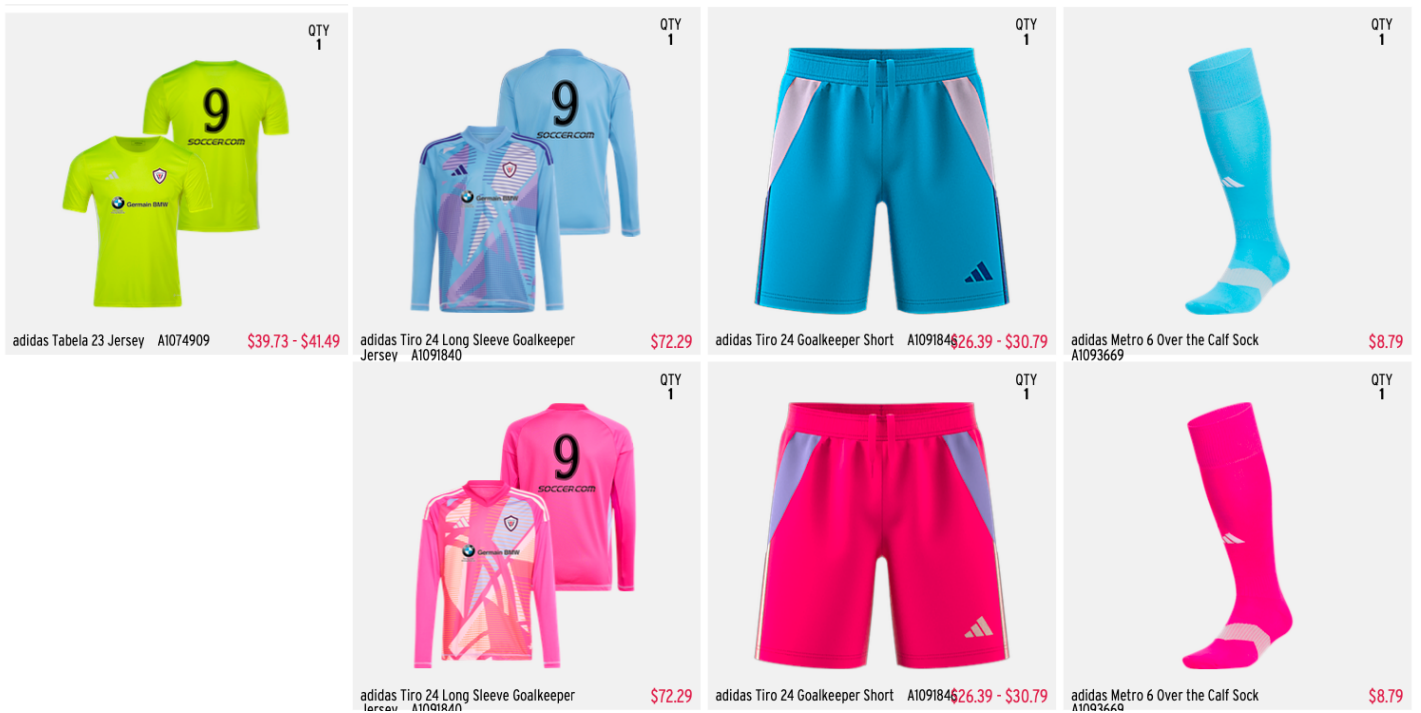 QTY
1
9
SOCCER.COM
Germain BMW
adidas Tabela 23 Jersey A1074909 $39.73 - $41.49
QTY
1
9
SOCCER.COM
Germain BMW
adidas Tiro 24 Long Sleeve Goalkeeper
Jersey A1091840
$72.29
QTY
1
adidas Tiro 24 Goalkeeper Short A1091846 $26.39 - $30.79
QTY
1
adidas Metro 6 Over the Calf Sock
A1093669
$8.79
QTY
1
9
SOCCER.COM
Germain BMW
adidas Tiro 24 Long Sleeve Goalkeeper
Jersey A1091840
$72.29
QTY
1
adidas Tiro 24 Goalkeeper Short A1091846 $26.39 - $30.79
QTY
1
adidas Metro 6 Over the Calf Sock
A1093669
$8.79